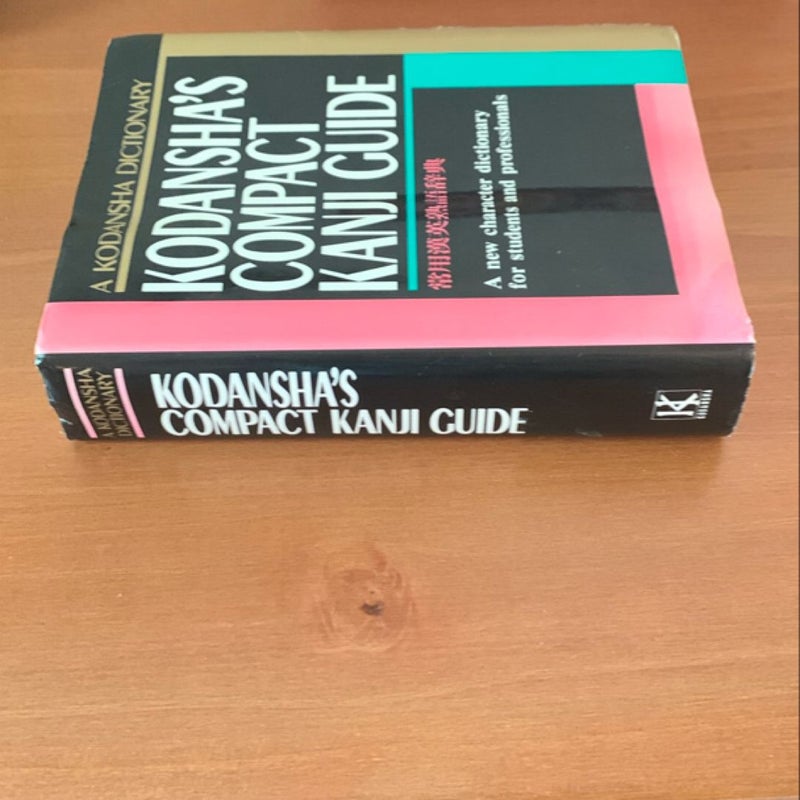 A KODANSHA DICTIONARY
KODANSHA'S
COMPACT
KANJI GUIDE
常用漢英熟語辞典
A new character dictionary
for students and professionals
A KODANSHA
DICTIONARY
KODANSHA'S
COMPACT KANJI GUIDE
K
KODANSHA